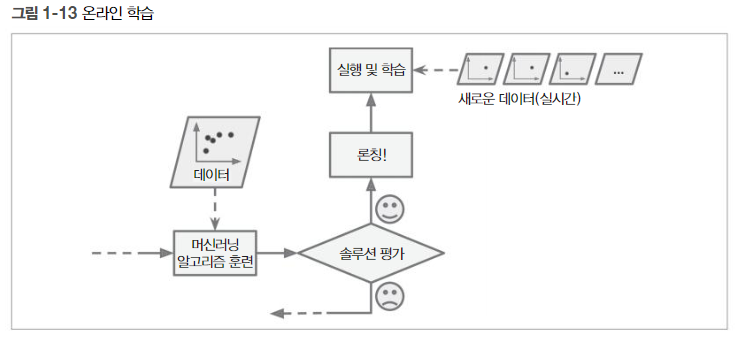 그림 1-13 온라인 학습
실행 및 학습
...
새로운 데이터(실시간)
론칭!
데이터
머신러닝
알고리즘 훈련
솔루션 평가